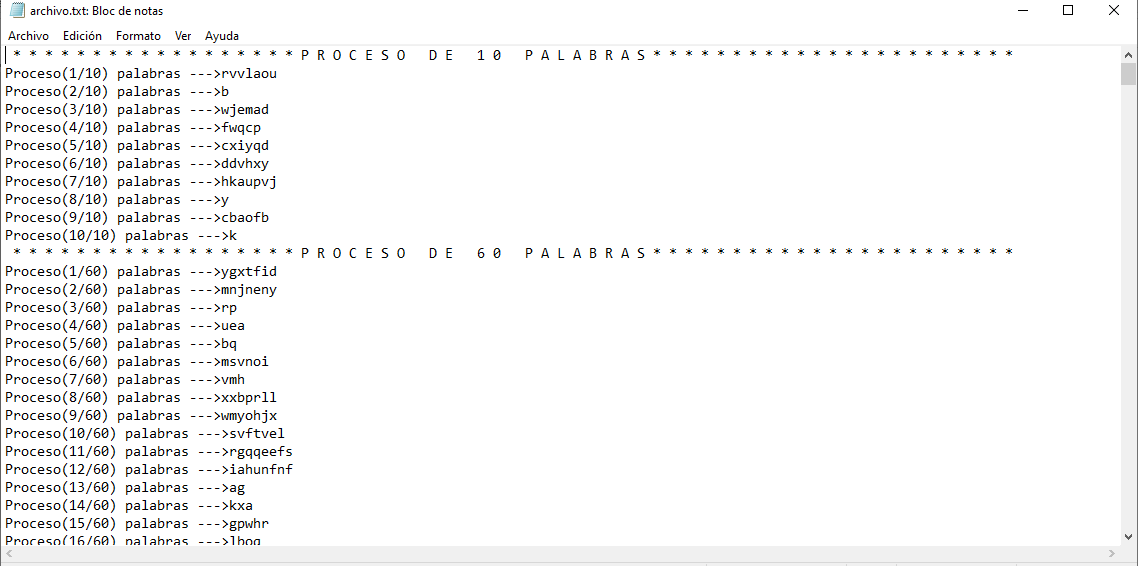 archivo.txt: Bloc de notas
Archivo Edición Formato Ver Ayuda
* * * * * * * * * * * * * * * * * * P R O C E S O   D E   1 0   P A L A B R A S * * * * * * * * * * * * * * * * * * * * * * *
Proceso(1/10) palabras --->rvvlaou
Proceso(2/10) palabras --->b
Proceso(3/10) palabras --->wjemad
Proceso(4/10) palabras --->fwqcp
Proceso(5/10) palabras --->cxiyqd
Proceso(6/10) palabras --->ddvhxy
Proceso(7/10) palabras --->hkaupvj
Proceso(8/10) palabras --->y
Proceso(9/10) palabras --->cbaofb
Proceso(10/10) palabras --->k
* * * * * * * * * * * * * * * * * * P R O C E S O   D E   6 0   P A L A B R A S * * * * * * * * * * * * * * * * * * * * * * *
Proceso(1/60) palabras --->ygxtfid
Proceso(2/60) palabras --->mnjneny
Proceso(3/60) palabras --->rp
Proceso(4/60) palabras --->uea
Proceso(5/60) palabras --->bq
Proceso(6/60) palabras --->msvnoi
Proceso(7/60) palabras --->vmh
Proceso(8/60) palabras --->xxbprll
Proceso(9/60) palabras --->wmyohjx
Proceso(10/60) palabras --->svftvel
Proceso(11/60) palabras --->rgqqeefs
Proceso(12/60) palabras --->iahunfnf
Proceso(13/60) palabras --->ag
Proceso(14/60) palabras --->kxa
Proceso(15/60) palabras --->gpwhr
Proceso(16/60) palabras